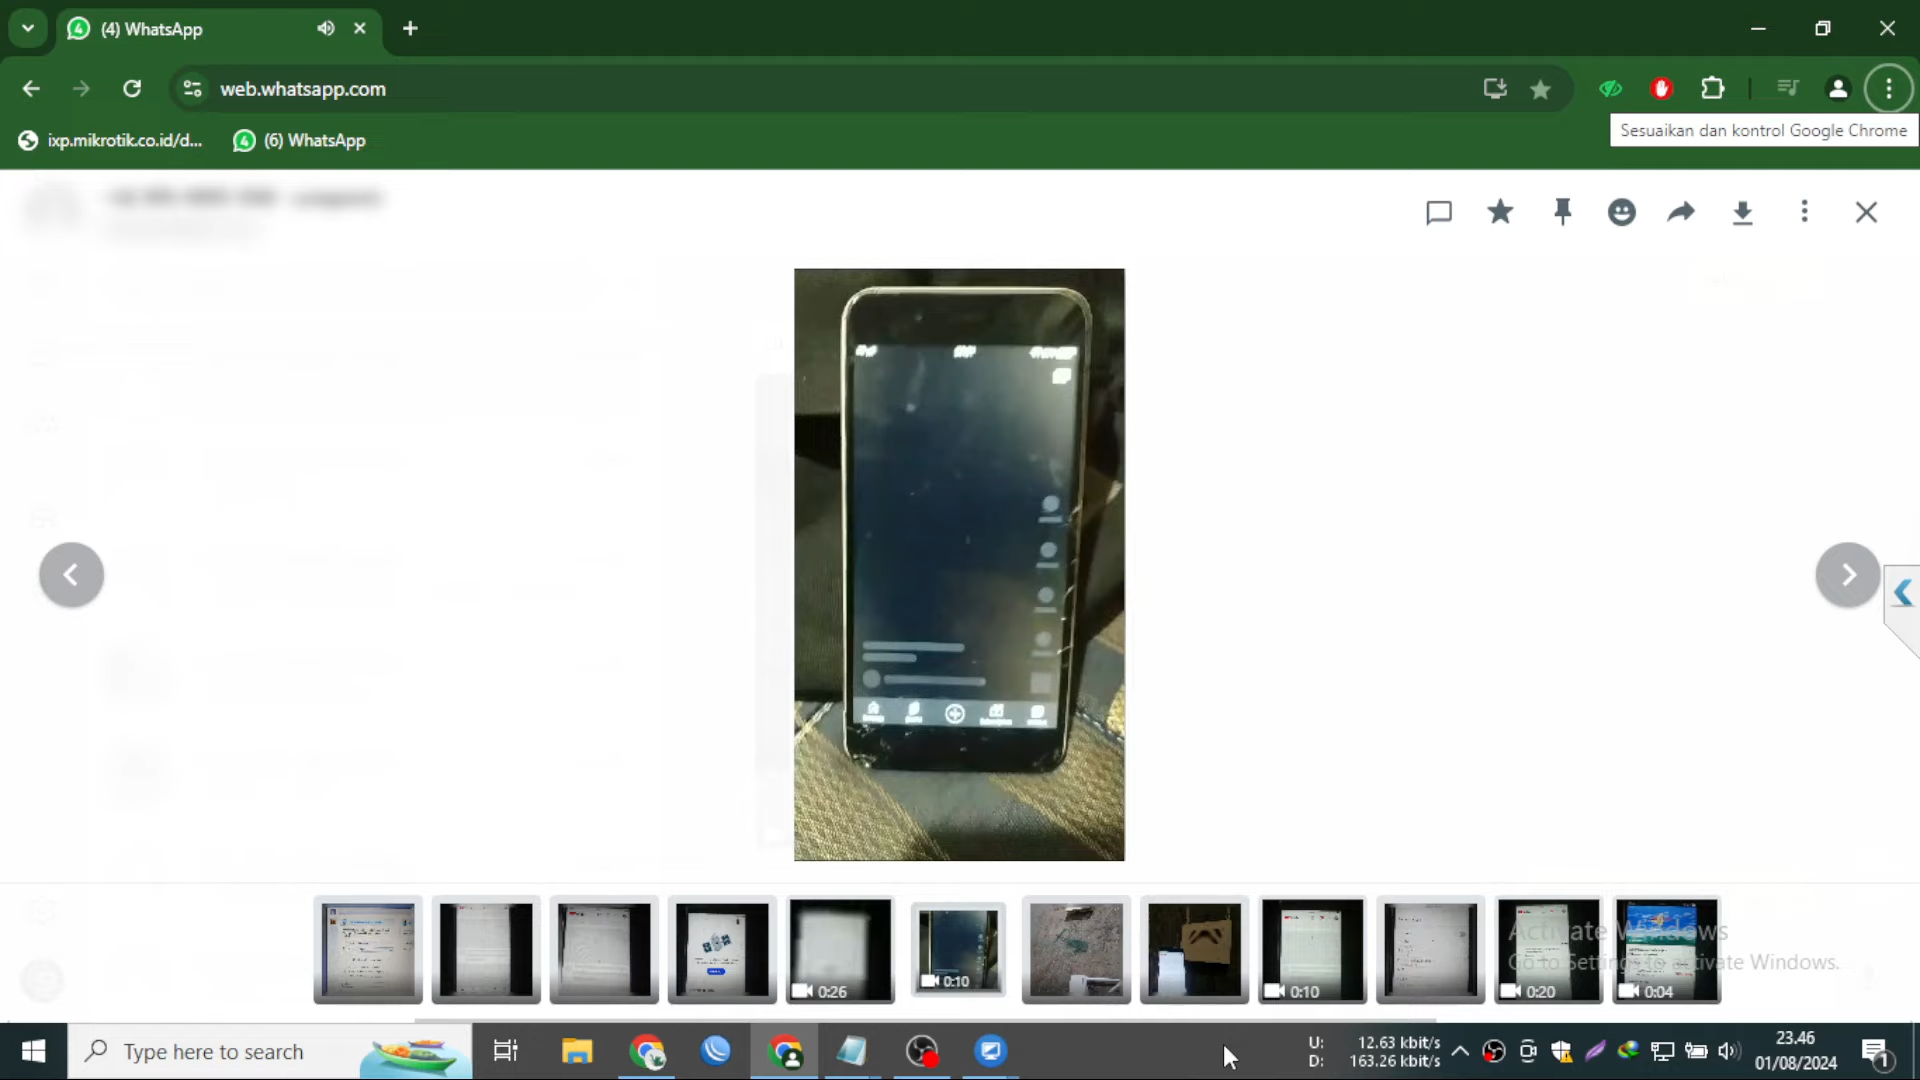 (4) WhatsApp
web.whatsapp.com
Sesuaikan dan kontrol Google Chrome
ixp.mikrotik.co.id/d...
(6) WhatsApp
0:26
0:10
0:10
0:20
0:04
Activate Windows
Go to Settings to activate Windows.
Type here to search
U: 12.63 kbit/s
D: 163.26 kbit/s
23.46
01/08/2024
1